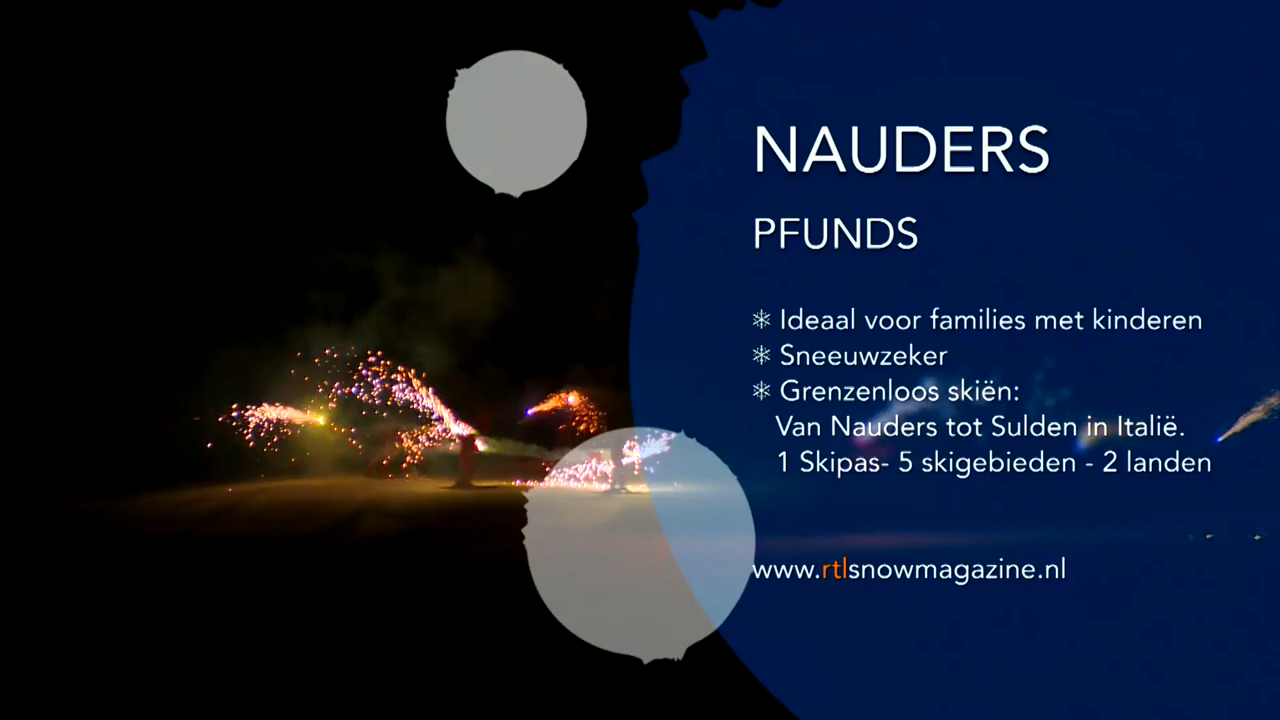 NAUDERS
PFUNDS
Ideaal voor families met kinderen
Sneeuwzeker
Grenzenloos skiën:
Van Nauders tot Sulden in Italië.
1 Skipas- 5 skigebieden - 2 landen
www.rtlsnowmagazine.nl